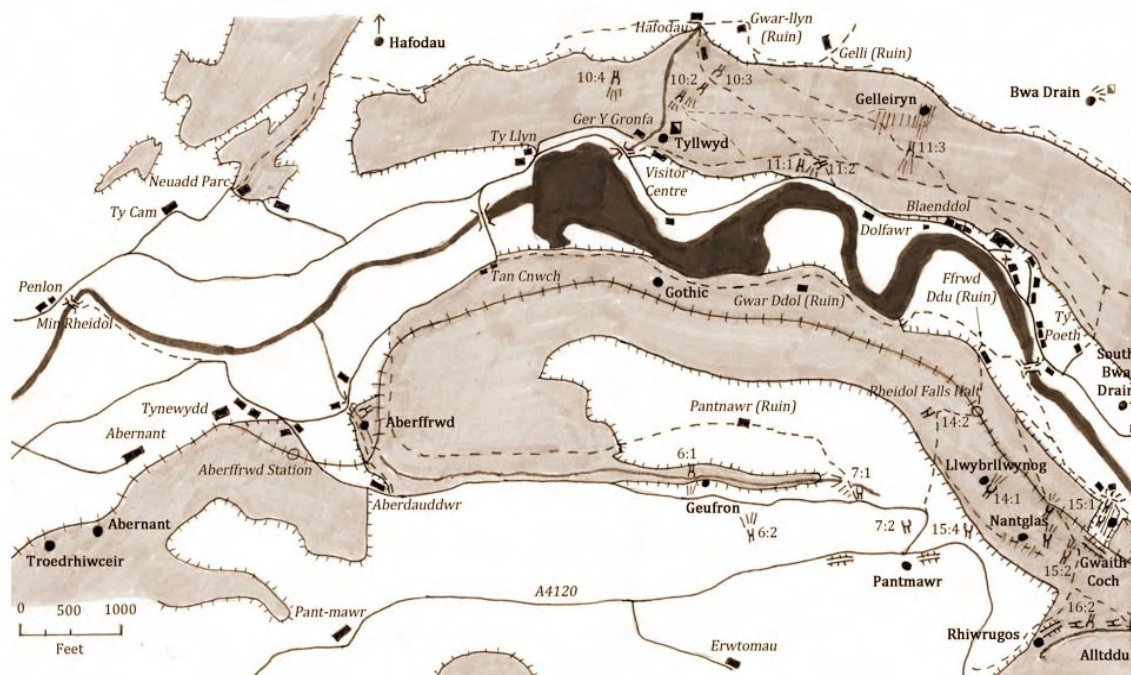 Hafodau
Hafodau
Gwar-llyn
(Ruin)
Gelli (Ruin)
10:4
10:2
10:3
Gelleiryn
Bwa Drain
Ty Llyn
Ger Y Gronfa
Tyllwyd
11:3
11:1
11:2
Neuadd Parc
Visitor
Centre
Blaenddol
Ty Cam
Dolfawr
Tan Cnwch
Ffrwd
Ddu (Ruin)
Penlon
Gothic
Gwar Ddol (Ruin)
Min Rheidol
Ty
Poeth
South
Bwa
Drain
Rheidol Falls Halt
Tynewydd
Pantnawr (Ruin)
14:2
Aberffrwd
Abernant
6:1
Aberffrwd Station
7:1
Llwybrllwynog
Aberdauddwr
Geufron
14:1
15:1
Abernant
6:2
7:2
15:4
Nantglas
Troedrhiwceir
15:2
Gwaith
Coch
Pantmawr
A4120
0 500 1000
Feet
Pant-mawr
16:2
Rhiwrugos
Erwtomau
Alltddu